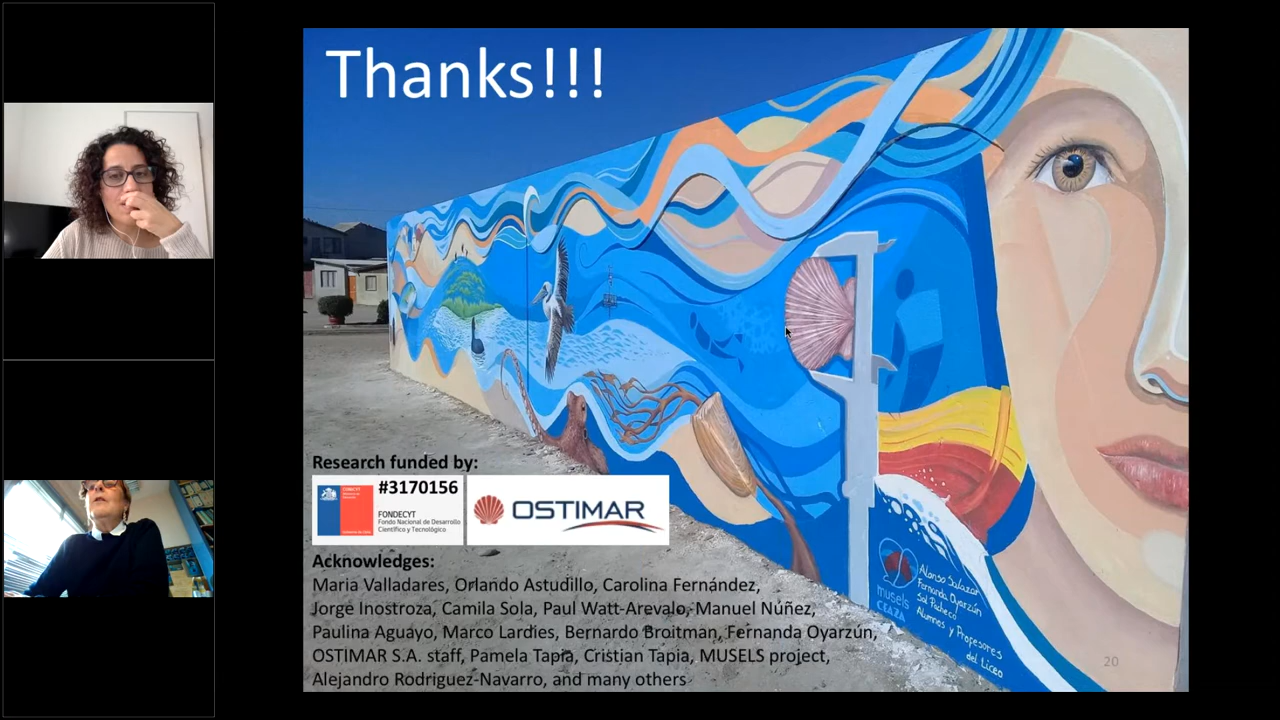 Thanks!!!
Research funded by:
#3170156
FONDECYT
Fondo Nacional de Desarrollo
Científico y Tecnológico
OSTIMAR
Acknowledges:
Maria Valladares, Orlando Astudillo, Carolina Fernández,
Jorge Inostroza, Camila Sola, Paul Watt-Arevalo, Manuel Núñez,
Paulina Aguayo, Marco Lardies, Bernardo Broitman, Fernanda Oyarzun,
OSTIMAR S.A. staff, Pamela Tapia, Cristian Tapia, MUSELS project,
Alejandro Rodriguez-Navarro, and many others
musels
CEAZA
Alonso Salazar
Fernanda Oyarzún
Sol Pacheco
Alumnos y Profesores
del Liceo
20